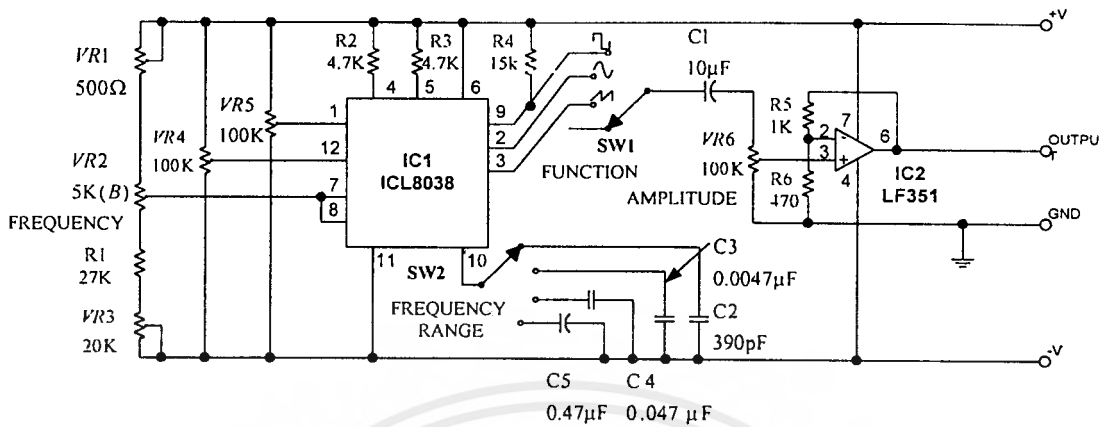 +V
VR1
500Ω
R2
4.7K
R3
4.7K
R4
15k
C1
10µF
4
5
6
VR5
100K
1
9
R5
1K
7
2
6
3
4
OUTPU
T
VR4
100K
12
2
3
SW1
FUNCTION
VR6
100K
IC2
LF351
VR2
5K(B)
FREQUENCY
IC1
ICL8038
7
8
AMPLITUDE
R6
470
GND
R1
27K
11
10
SW2
FREQUENCY
RANGE
C3
0.0047µF
C2
390pF
VR3
20K
-V
C5
0.47µF
C 4
0.047 µF